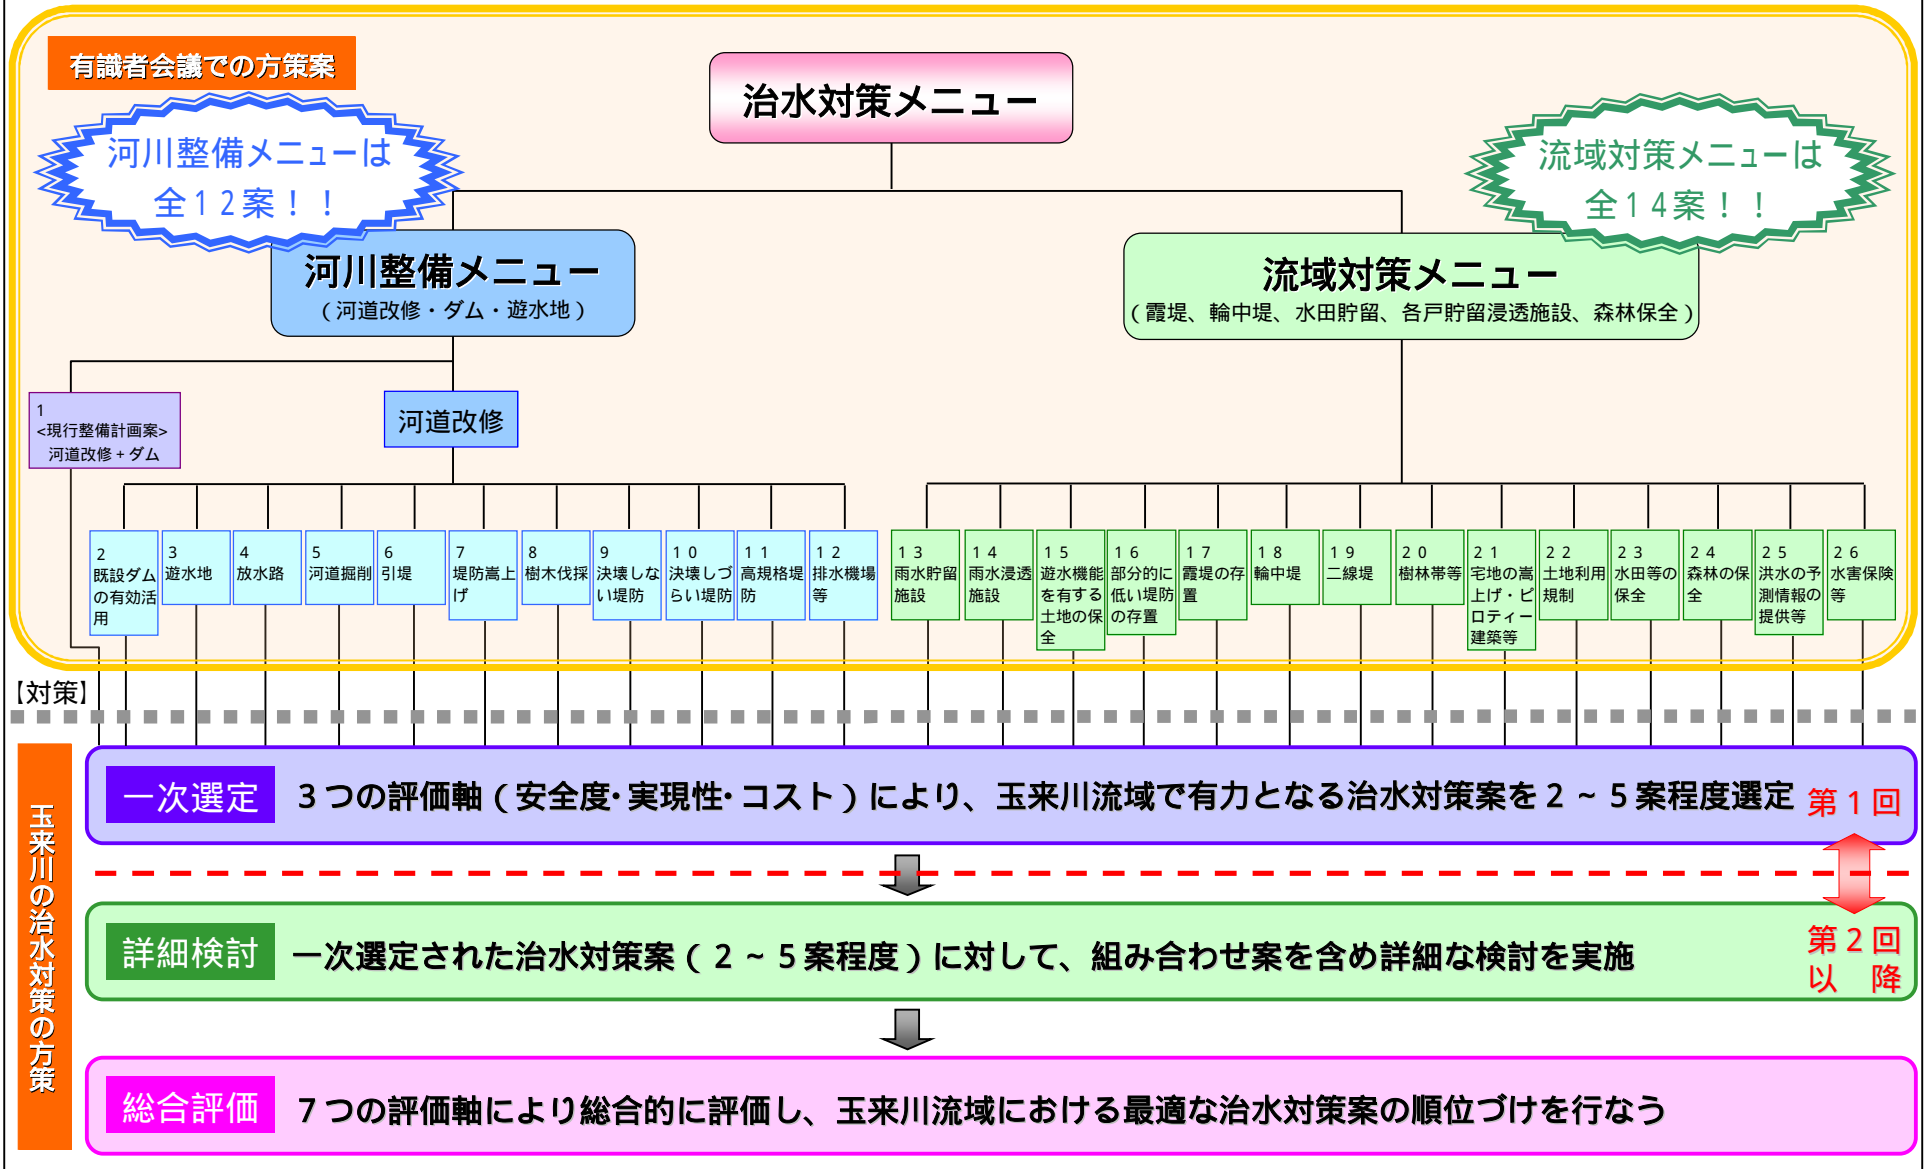 有識者会議での方策案
治水対策メニュー
河川整備メニューは
全１２案！！
流域対策メニューは
全１４案！！
河川整備メニュー
（河道改修・ダム・遊水地）
流域対策メニュー
（霞堤、輪中堤、水田貯留、各戸貯留浸透施設、森林保全）
１
<現行整備計画案>
河道改修＋ダム
河道改修
２
既設ダム
の有効活
用
３
遊水地
４
放水路
５
河道掘削
６
引堤
７
堤防嵩上
げ
８
樹木伐採
９
決壊しな
い堤防
１０
決壊しづ
らい堤防
１１
高規格堤
防
１２
排水機場
等
１３
雨水貯留
施設
１４
雨水浸透
施設
１５
遊水機能
を有する
土地の保
全
１６
部分的に
低い堤防
の存置
１７
霞堤の存
置
１８
輪中堤
１９
二線堤
２０
樹林帯等
２１
宅地の嵩
上げ・ピ
ロティー
建築等
２２
土地利用
規制
２３
水田等の
保全
２４
森林の保
全
２５
洪水の予
測情報の
提供等
２６
水害保険
等
【対策】
玉来川の治水対策の方策
一次選定
３つの評価軸（安全度・実現性・コスト）により、玉来川流域で有力となる治水対策案を２～５案程度選定
第１回
詳細検討
一次選定された治水対策案（２～５案程度）に対して、組み合わせ案を含め詳細な検討を実施
第２回
以　降
総合評価
７つの評価軸により総合的に評価し、玉来川流域における最適な治水対策案の順位づけを行なう